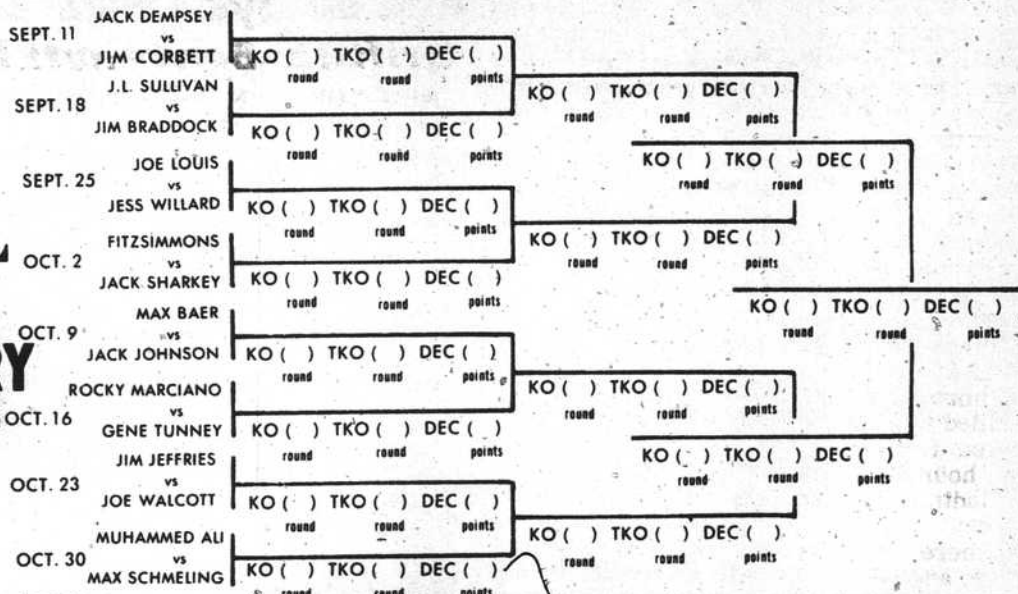 JACK DEMPSEY
SEPT. 11
vs
JIM CORBETT
KO ( ) TKO ( ) DEC ( )
round round points
J.L. SULLIVAN
SEPT. 18
vs
JIM BRADDOCK
KO ( ) TKO ( ) DEC ( )
round round points
JOE LOUIS
SEPT. 25
vs
JESS WILLARD
KO ( ) TKO ( ) DEC ( )
round round points
FITZSIMMONS
OCT. 2
vs
JACK SHARKEY
KO ( ) TKO ( ) DEC ( )
round round points
MAX BAER
OCT. 9
vs
JACK JOHNSON
KO ( ) TKO ( ) DEC ( )
round round points
RY
ROCKY MARCIANO
OCT. 16
vs
GENE TUNNEY
KO ( ) TKO ( ) DEC ( )
round round points
JIM JEFFRIES
OCT. 23
vs
JOE WALCOTT
KO ( ) TKO ( ) DEC ( )
round round points
MUHAMMED ALI
OCT. 30
vs
MAX SCHMELING
KO ( ) TKO ( ) DEC ( )
round round points
KO ( ) TKO ( ) DEC ( )
round round points
KO ( ) TKO ( ) DEC ( )
round round points
KO ( ) TKO ( ) DEC ( )
round round points
KO ( ) TKO ( ) DEC ( )
round round points
KO ( ) TKO ( ) DEC ( )
round round points
KO ( ) TKO ( ) DEC ( )
round round points
KO ( ) TKO ( ) DEC ( )
round round points